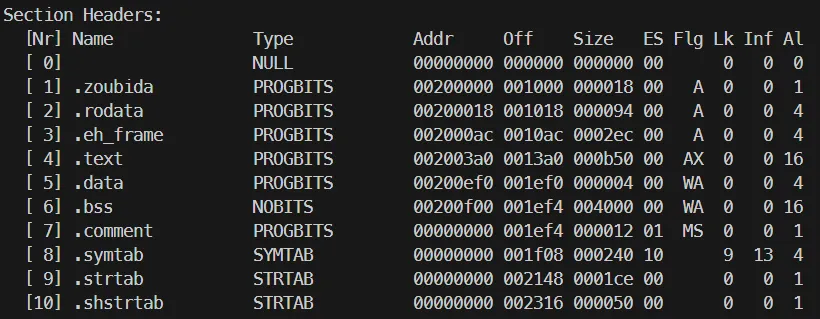 Section Headers:
  [Nr] Name              Type            Addr     Off    Size   ES Flg Lk Inf Al
  [ 0]                   NULL            00000000 000000 000000 00      0   0  0
  [ 1] .zoubida          PROGBITS        00200000 001000 000018 00   A  0   0  1
  [ 2] .rodata           PROGBITS        00200018 001018 000094 00   A  0   0  4
  [ 3] .eh_frame         PROGBITS        002000ac 0010ac 0002ec 00   A  0   0  4
  [ 4] .text             PROGBITS        002003a0 0013a0 000b50 00  AX  0   0 16
  [ 5] .data             PROGBITS        00200ef0 001ef0 000004 00  WA  0   0  4
  [ 6] .bss              NOBITS          00200f00 001ef4 004000 00  WA  0   0 16
  [ 7] .comment          PROGBITS        00000000 001ef4 000012 01  MS  0   0  1
  [ 8] .symtab           SYMTAB          00000000 001f08 000240 10      9  13  4
  [ 9] .strtab           STRTAB          00000000 002148 0001ce 00      0   0  1
  [10] .shstrtab         STRTAB          00000000 002316 000050 00      0   0  1